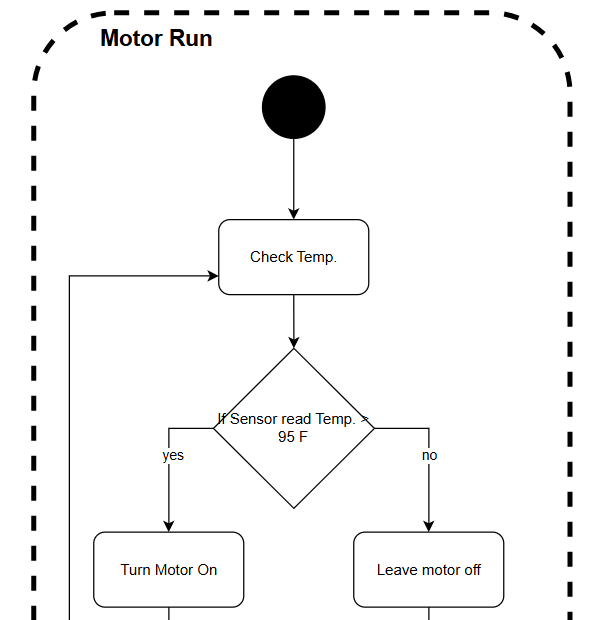 Motor Run
Check Temp.
If Sensor read Temp. >
95 F
yes
no
Turn Motor On
Leave motor off